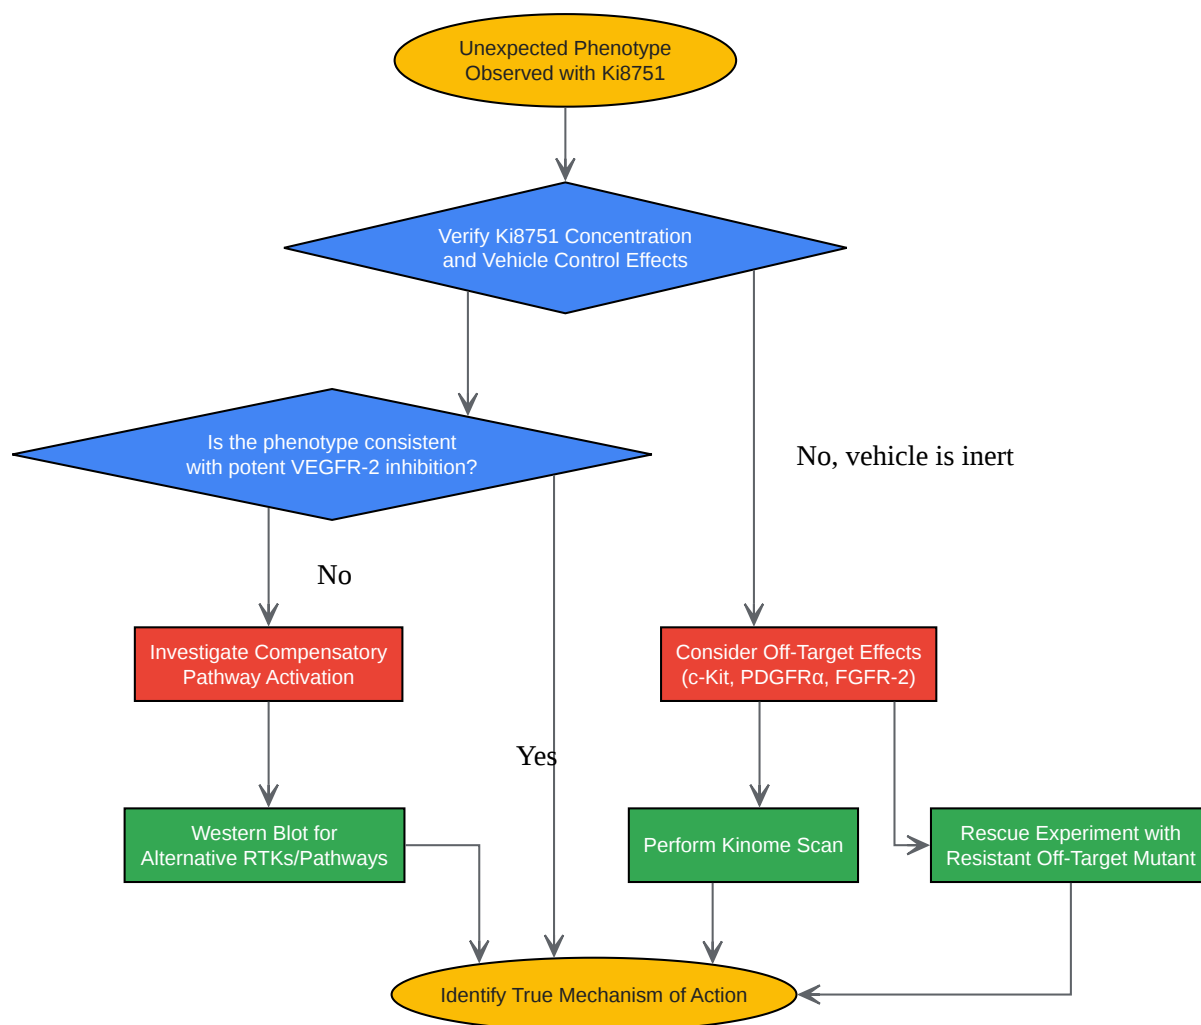 Unexpected Phenotype
Observed with Ki8751
Verify Ki8751 Concentration
and Vehicle Control Effects
Is the phenotype consistent
with potent VEGFR-2 inhibition?
No, vehicle is inert
No
Investigate Compensatory
Pathway Activation
Consider Off-Target Effects
(c-Kit, PDGFRα, FGFR-2)
Yes
Western Blot for
Alternative RTKs/Pathways
Perform Kinome Scan
Rescue Experiment with
Resistant Off-Target Mutant
Identify True Mechanism of Action